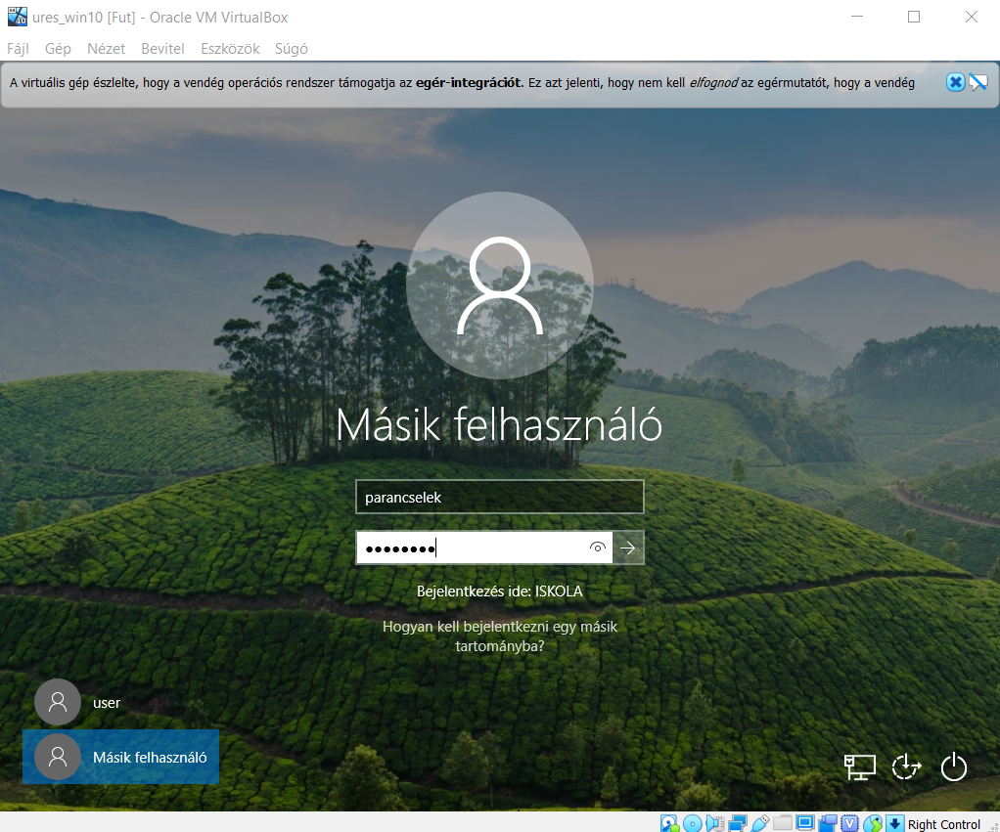 ures_win10 [Fut] - Oracle VM VirtualBox
Fájl Gép Nézet Bevitel Eszközök Súgó
A virtuális gép észlelte, hogy a vendég operációs rendszer támogatja az egér-integrációt. Ez azt jelenti, hogy nem kell elfognod az egérmutatót, hogy a vendég
Másik felhasználó
parancselek
●●●●●●●●
Bejelentkezés ide: ISKOLA
Hogyan kell bejelentkezni egy másik
tartományba?
user
Másik felhasználó
Right Control